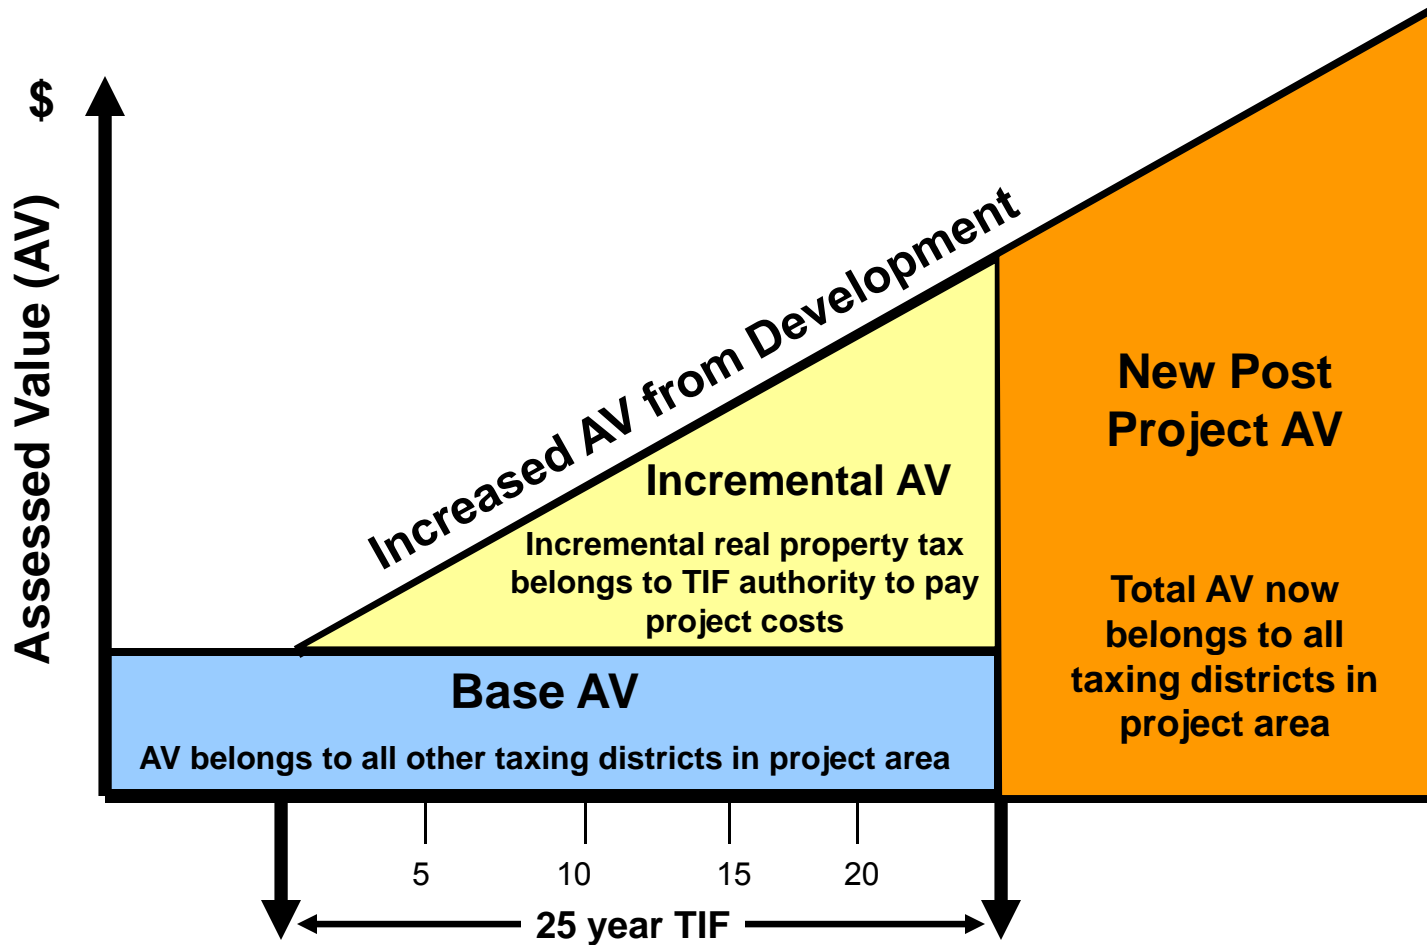 $
Assessed Value (AV)
Increased AV from Development
New Post
Project AV
Incremental AV
Incremental real property tax
belongs to TIF authority to pay
project costs
Total AV now
belongs to all
taxing districts in
project area
Base AV
AV belongs to all other taxing districts in project area
5 10 15 20
25 year TIF